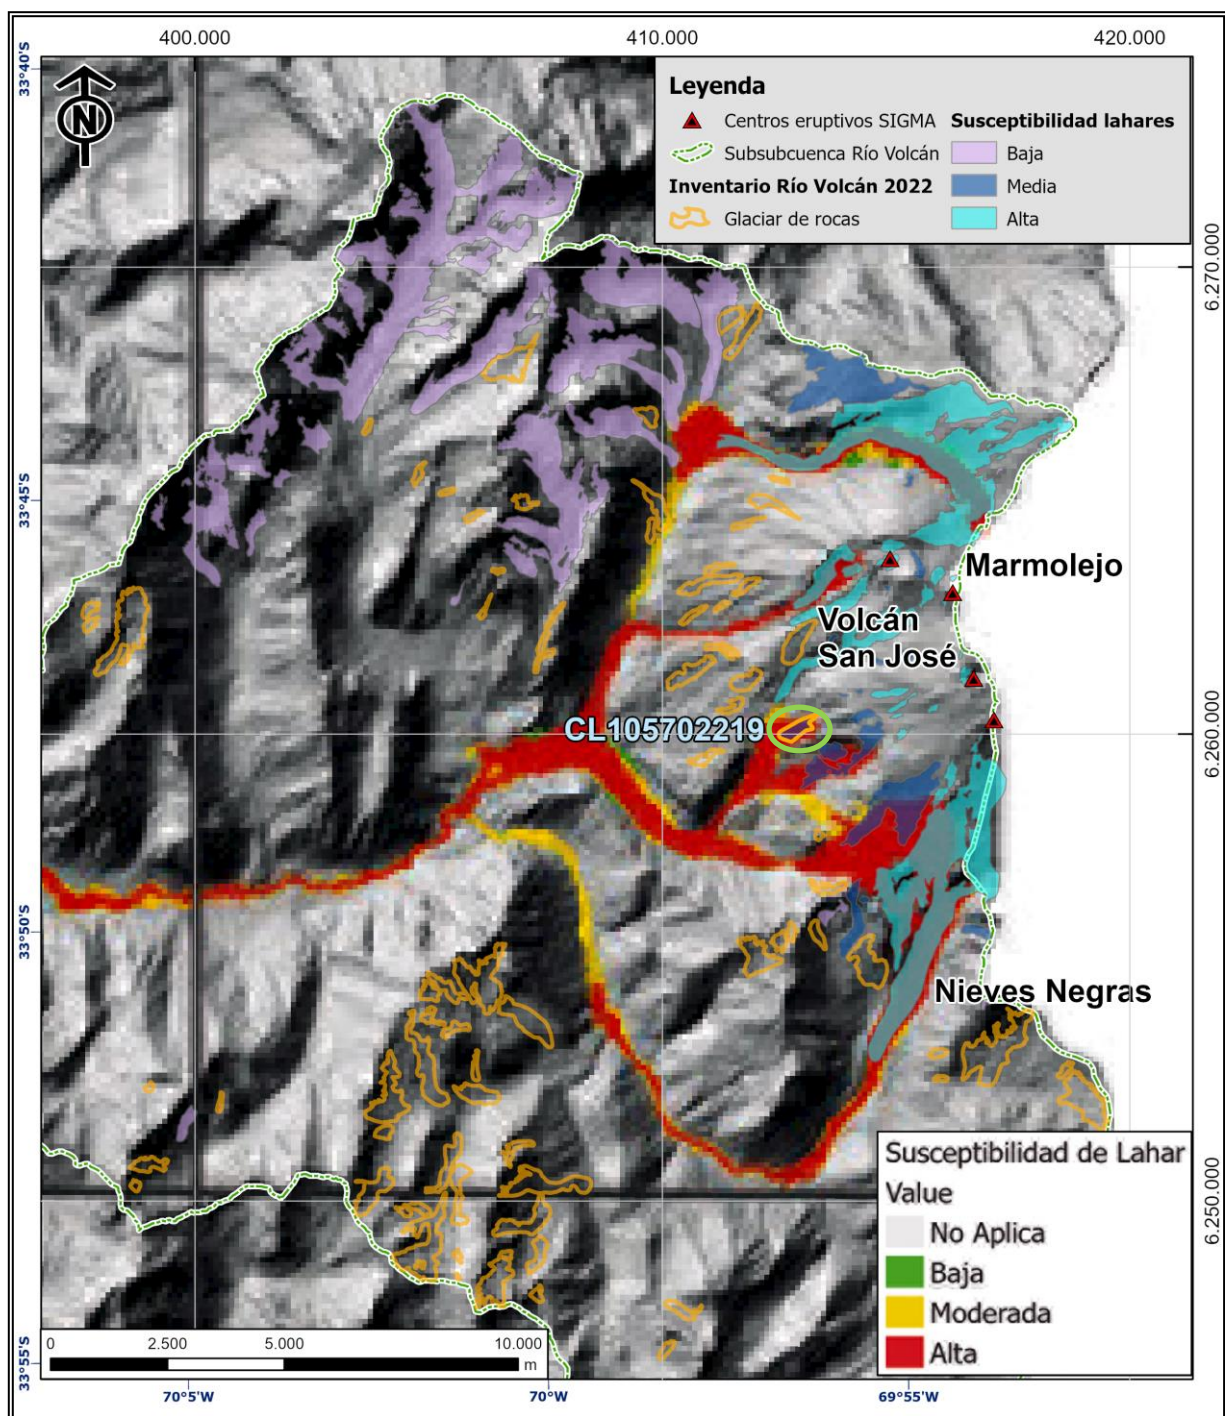 400.000 410.000 420.000
33°40'S
N
Leyenda
Centros eruptivos SIGMA
Subsubcuenca Río Volcán
Inventario Río Volcán 2022
Glaciar de rocas
Susceptibilidad lahares
Baja
Media
Alta
6.270.000
33°45'S
Marmolejo
Volcán
San José
CL105702219
6.260.000
33°50'S
Nieves Negras
Susceptibilidad de Lahar
Value
No Aplica
Baja
Moderada
Alta
6.250.000
0 2.500 5.000 10.000
m
33°55'S
70°5'W 70°W 69°55'W